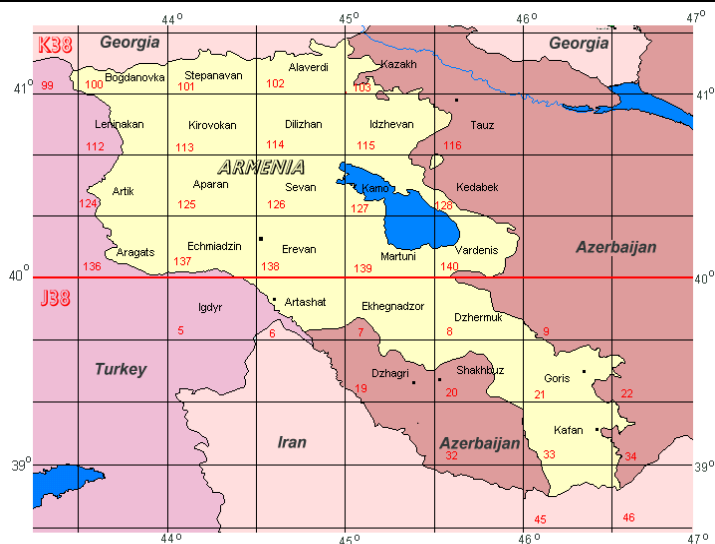 44° 45° 46° 47°
K38 Georgia Georgia
Bogdanovka Stepanavan Alaverdi Kazakh
41° 99 100 101 102 103 41°
Leninakan Kirovokan Dilizhan Idzhevan Tauz
112 113 114 115 116
ARMENIA
Artik Aparan Sevan Kamo Kedabek
124 125 126 127 128
Aragats Echmiadzin Erevan Martuni Vardenis Azerbaijan
136 137 138 139 140
40° 40°
J38 Igdyr Artashat Ekhegnadzor Dzhermuk
5 6 7 8 9
Turkey Dzhagri Shakhbuz Goris
19 20 21 22
Iran Azerbaijan Kafan
39° 32 33 34 39°
45 46
44° 45° 46° 47°